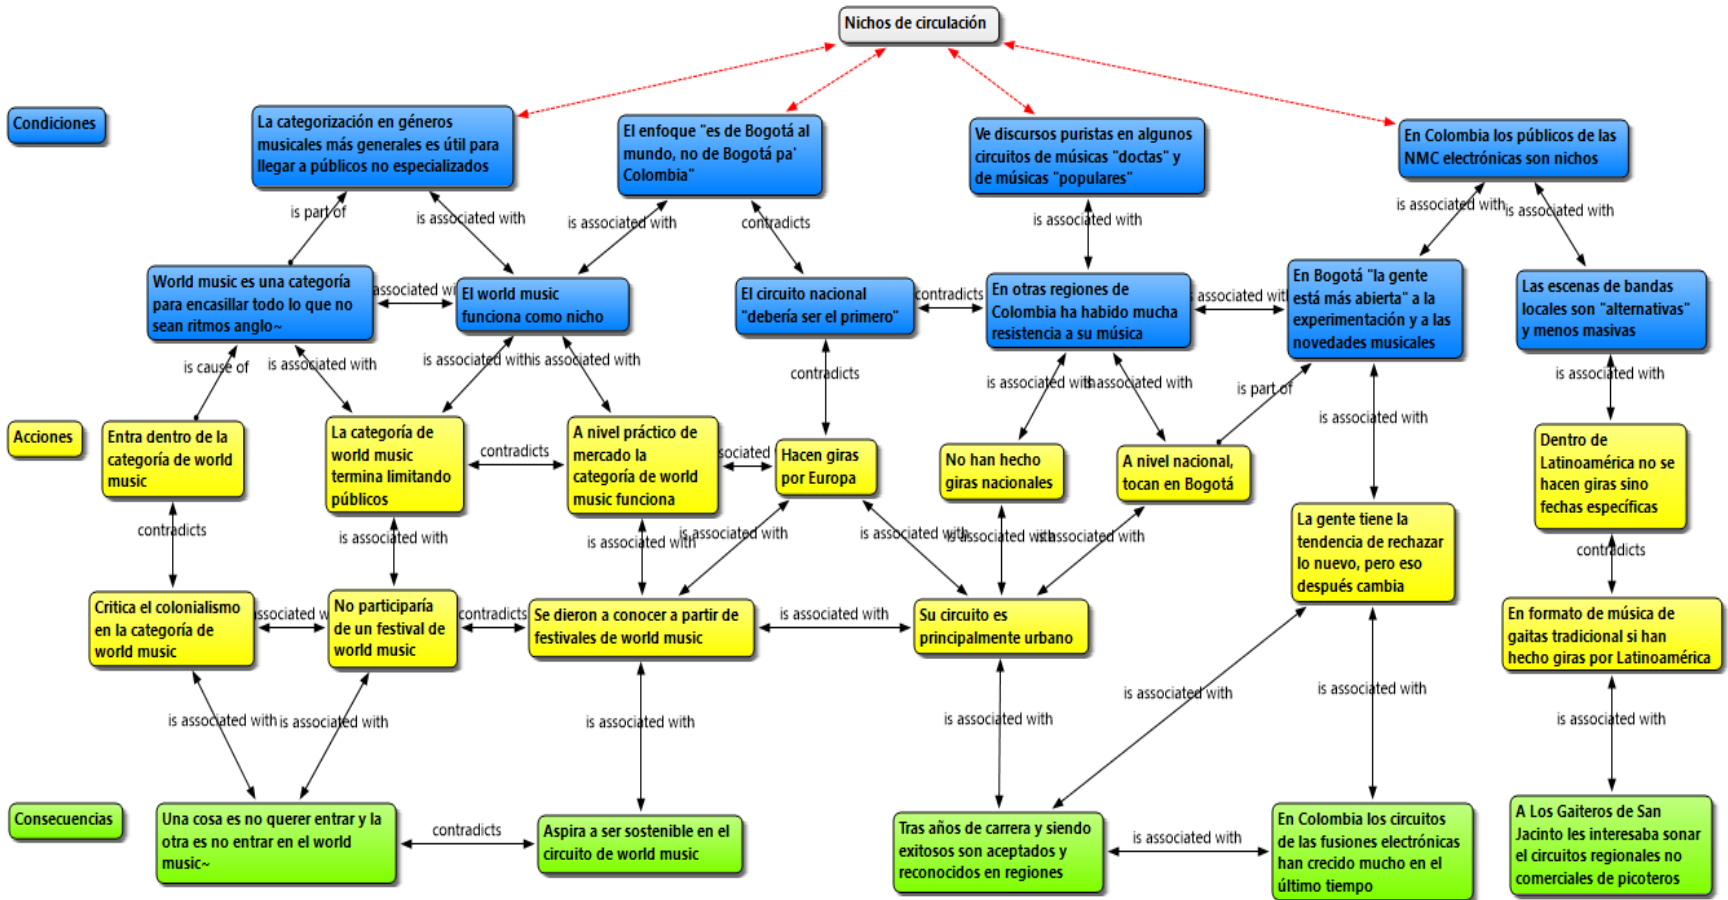 Nichos de circulación
Condiciones
La categorización en géneros
musicales más generales es útil para
llegar a públicos no especializados
El enfoque "es de Bogotá al
mundo, no de Bogotá pa'
Colombia"
Ve discursos puristas en algunos
circuitos de músicas "doctas" y
de músicas "populares"
En Colombia los públicos de las
NMC electrónicas son nichos
is part of
is associated with
is associated with
contradicts
is associated with
is associated with
is associated with
World music es una categoría
para encasillar todo lo que no
sean ritmos anglo~
associated wi
El world music
funciona como nicho
El circuito nacional
"debería ser el primero"
contradicts
En otras regiones de
Colombia ha habido mucha
resistencia a su música
associated with
En Bogotá "la gente
está más abierta" a la
experimentación y a las
novedades musicales
Las escenas de bandas
locales son "alternativas"
y menos masivas
is cause of
is associated with
is associated with
is associated with
contradicts
is associated with
is associated with
is part of
is associated with
is associated with
Acciones
Entra dentro de la
categoría de world
music
La categoría de
world music
termina limitando
públicos
contradicts
A nivel práctico de
mercado la
categoría de world
music funciona
sociated
Hacen giras
por Europa
No han hecho
giras nacionales
A nivel nacional,
tocan en Bogotá
Dentro de
Latinoamérica no se
hacen giras sino
fechas específicas
La gente tiene la
tendencia de rechazar
lo nuevo, pero eso
después cambia
contradicts
is associated with
is associated with
is associated with
is associated with
is associated with
is associated with
contradicts
Critica el colonialismo
en la categoría de
world music
ssociated w
No participaría
de un festival de
world music
contradicts
Se dieron a conocer a partir de
festivales de world music
is associated with
Su circuito es
principalmente urbano
En formato de música de
gaitas tradicional si han
hecho giras por Latinoamérica
is associated with
is associated with
is associated with
is associated with
is associated with
is associated with
is associated with
Consecuencias
Una cosa es no querer entrar y la
otra es no entrar en el world
music~
contradicts
Aspira a ser sostenible en el
circuito de world music
Tras años de carrera y siendo
exitosos son aceptados y
reconocidos en regiones
is associated with
En Colombia los circuitos
de las fusiones electrónicas
han crecido mucho en el
último tiempo
A Los Gaiteros de San
Jacinto les interesaba sonar
el circuitos regionales no
comerciales de picoteros